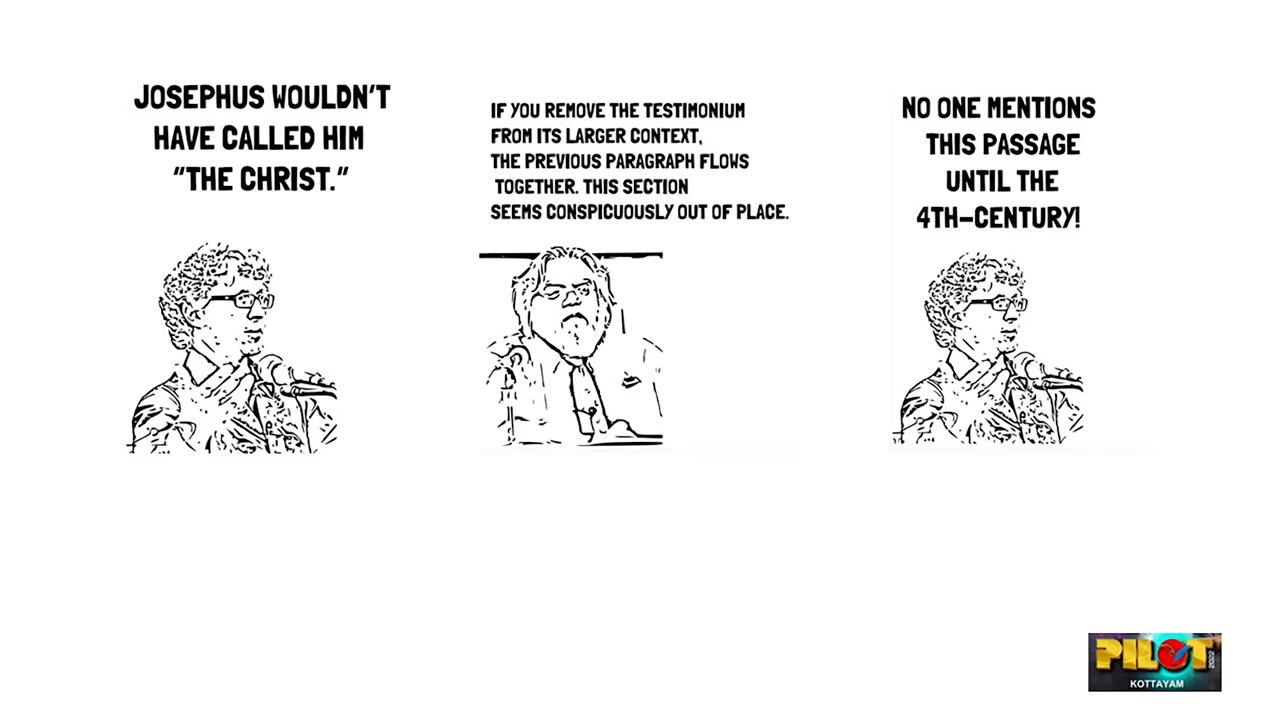 JOSEPHUS WOULDN'T
HAVE CALLED HIM
"THE CHRIST."
IF YOU REMOVE THE TESTIMONIUM
FROM ITS LARGER CONTEXT,
THE PREVIOUS PARAGRAPH FLOWS
TOGETHER. THIS SECTION
SEEMS CONSPICUOUSLY OUT OF PLACE.
NO ONE MENTIONS
THIS PASSAGE
UNTIL THE
4TH-CENTURY!
PILOT
2022
KOTTAYAM